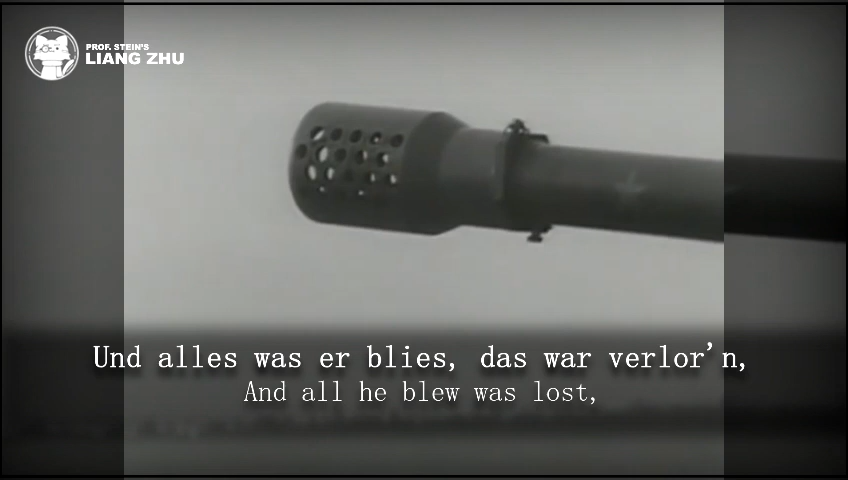 PROF. STEIN'S
LIANG ZHU
Und alles was er blies, das war verlor'n,
And all he blew was lost,